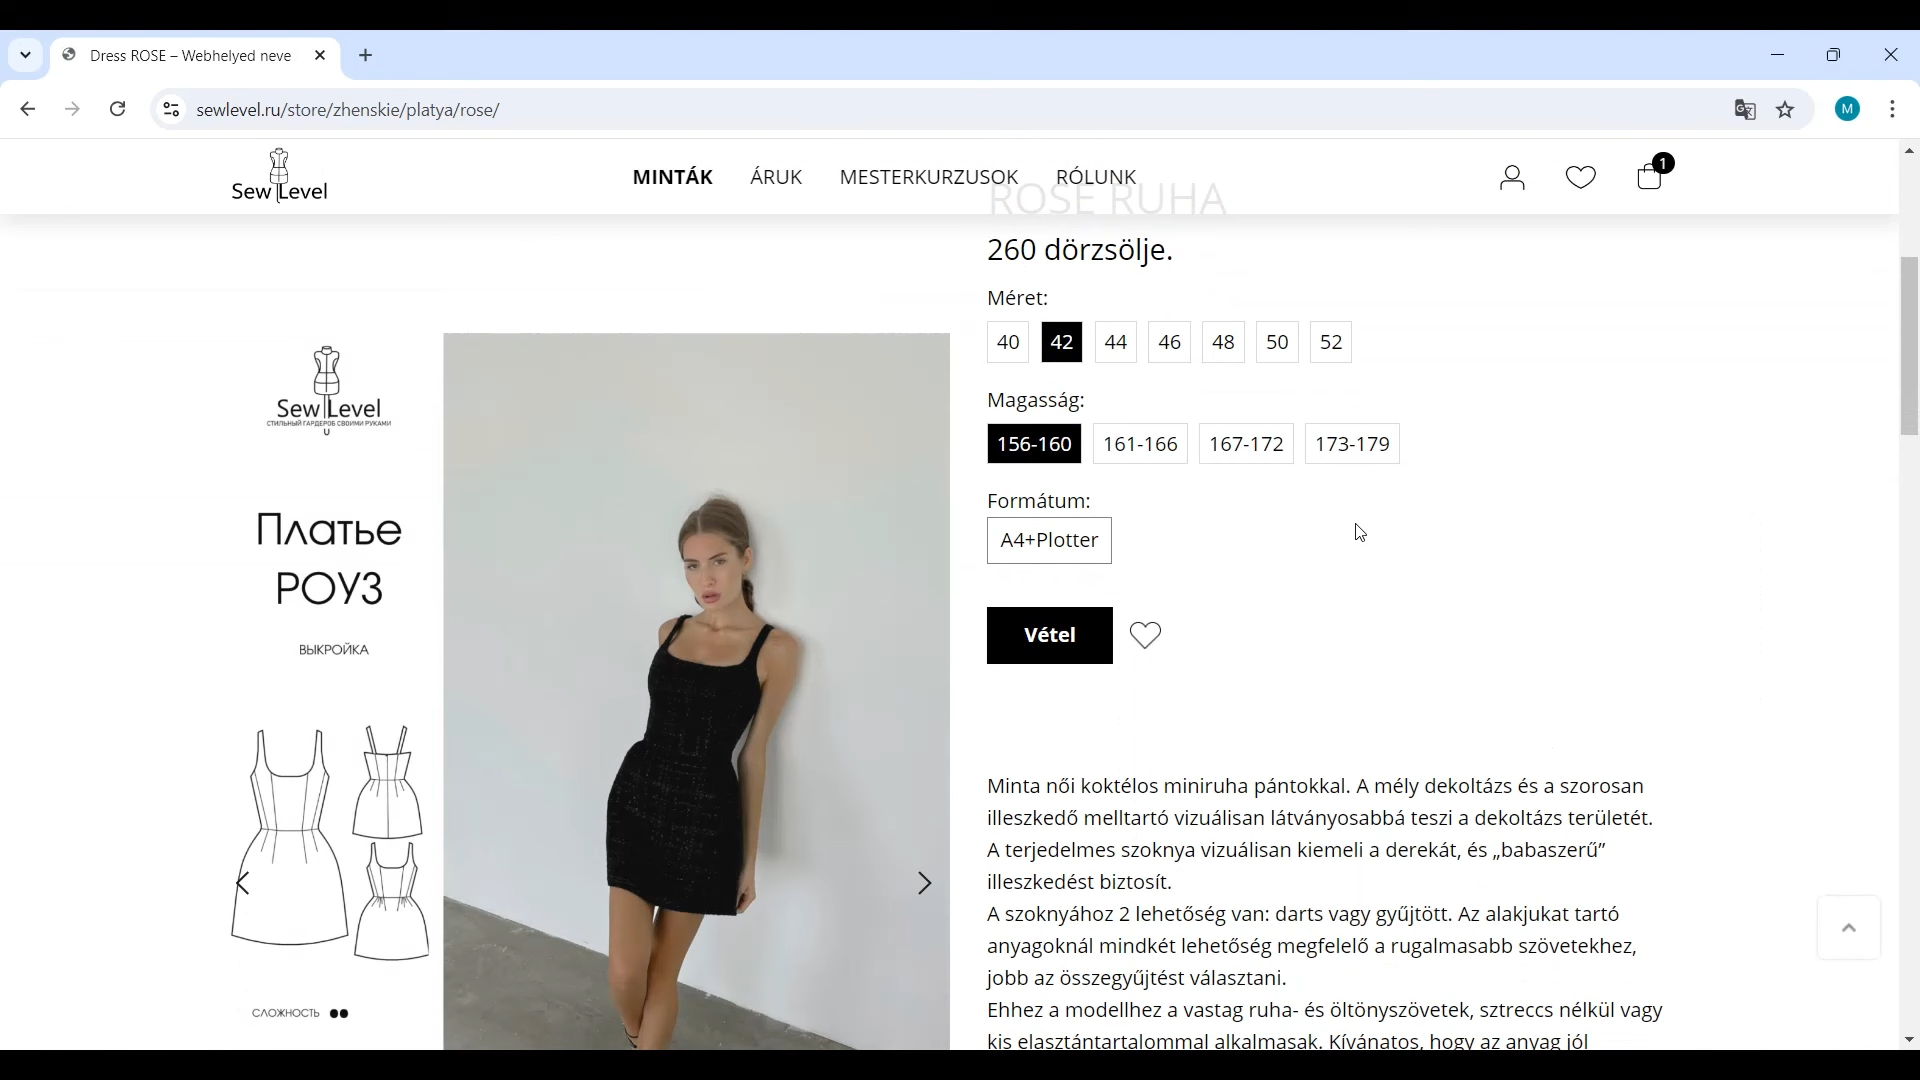 Dress ROSE – Webhelyed neve
sewlevel.ru/store/zhenskie/platya/rose/
M
Sew Level
MINTÁK
ÁRUK
MESTERKURZUSOK
RÓLUNK
1
ROSE RUHA
260 dörzsölje.
Méret:
40 42 44 46 48 50 52
Magasság:
156-160 161-166 167-172 173-179
Formátum:
A4+Plotter
Vétel
Sew Level
СТИЛЬНЫЙ ГАРДЕРОБ СВОИМИ РУКАМИ
Платье
РОУЗ
ВЫКРОЙКА
СЛОЖНОСТЬ
Minta női koktélos miniruha pántokkal. A mély dekoltázs és a szorosan
illeszkedő melltartó vizuálisan látványosabbá teszi a dekoltázs területét.
A terjedelmes szoknya vizuálisan kiemeli a derekát, és „babaszerű”
illeszkedést biztosít.
A szoknyához 2 lehetőség van: darts vagy gyűjtött. Az alakjukat tartó
anyagoknál mindkét lehetőség megfelelő a rugalmasabb szövetekhez,
jobb az összegyűjtést választani.
Ehhez a modellhez a vastag ruha- és öltönyszövetek, sztreccs nélkül vagy
kis elasztántartalommal alkalmasak. Kívánatos, hogy az anyag jól